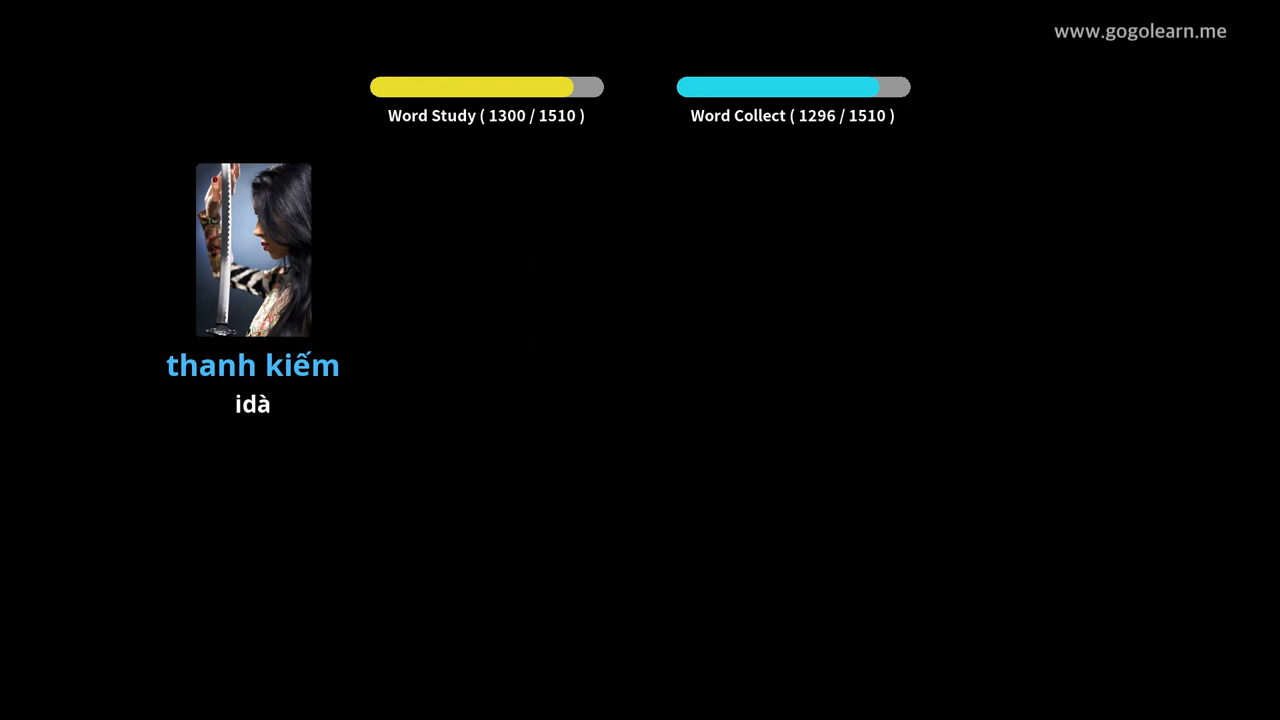 www.gogolearn.me
Word Study ( 1300 / 1510 )
Word Collect ( 1296 / 1510 )
thanh kiếm
idà